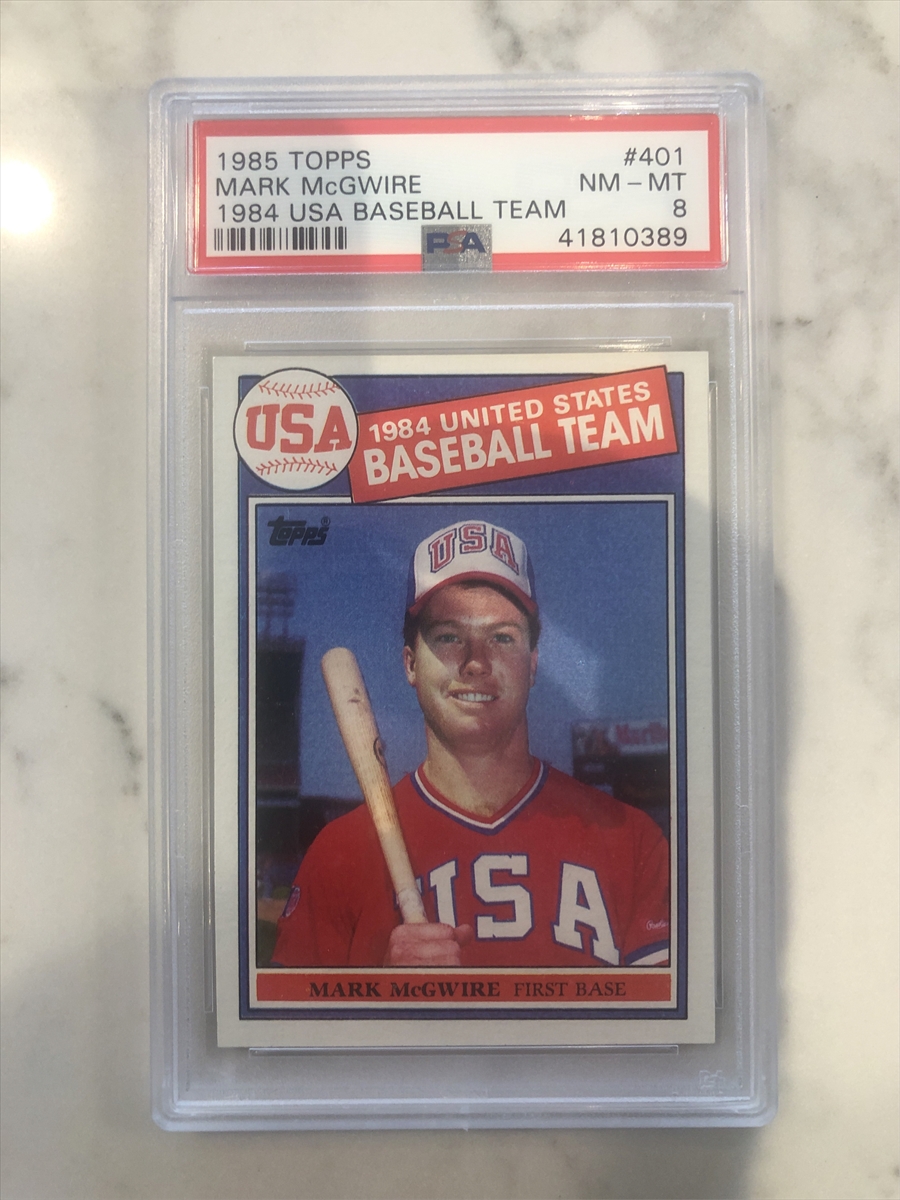 1985 TOPPS #401
MARK McGWIRE NM - MT
1984 USA BASEBALL TEAM 8
PSA 41810389
USA
1984 UNITED STATES
BASEBALL TEAM
topps®
USA
USA
MARK McGWIRE FIRST BASE